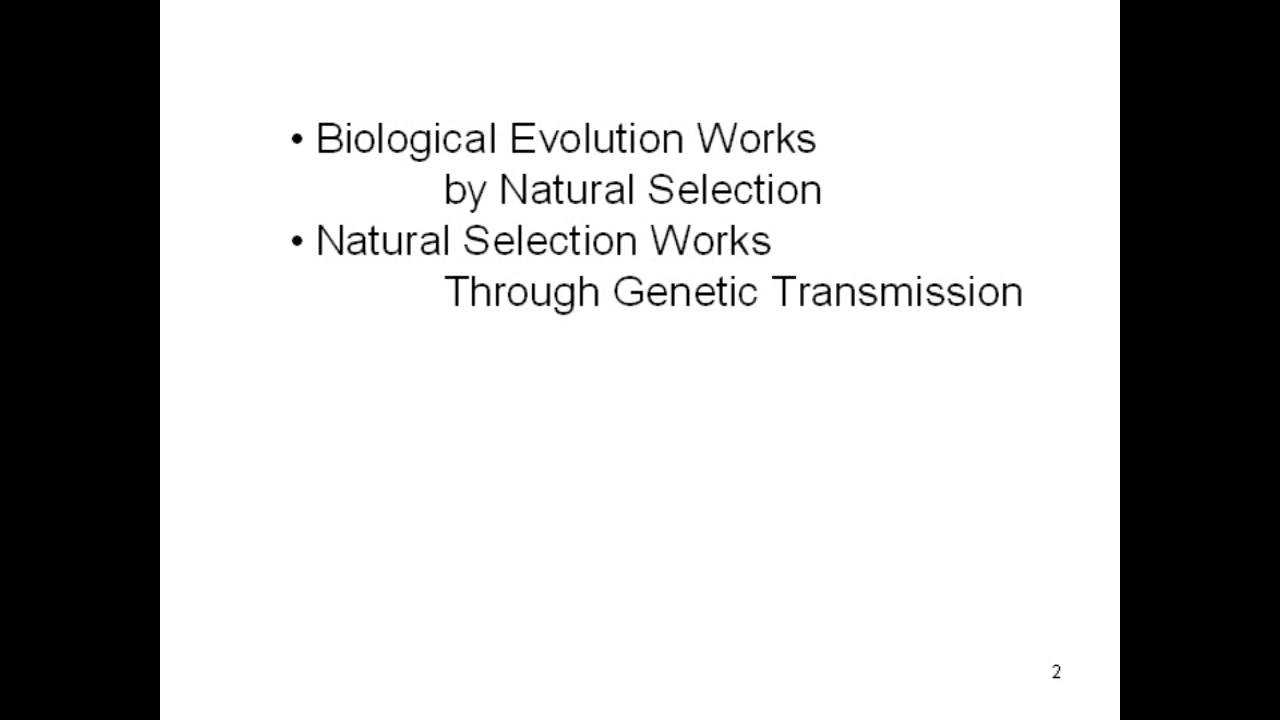 • Biological Evolution Works
by Natural Selection
• Natural Selection Works
Through Genetic Transmission
2